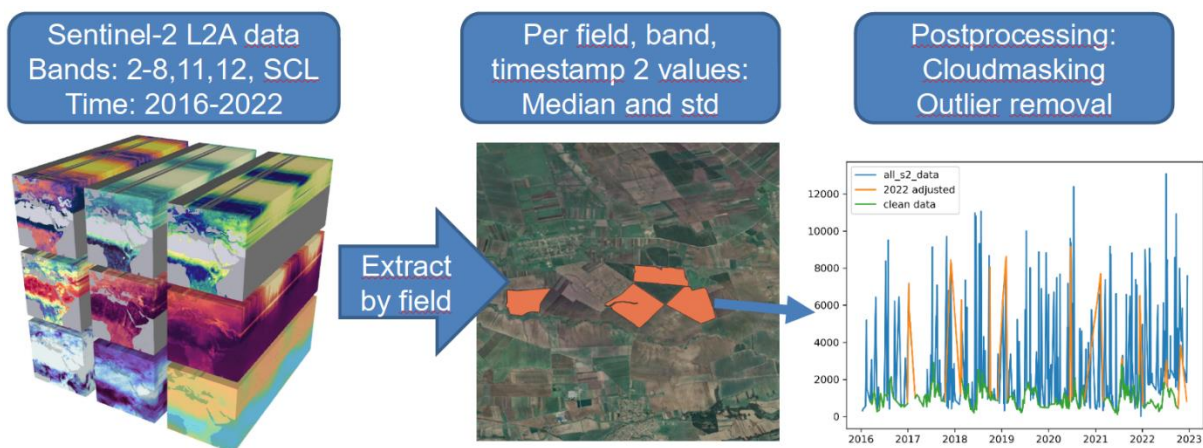 Sentinel-2 L2A data
Bands: 2-8,11,12, SCL
Time: 2016-2022
Per field, band,
timestamp 2 values:
Median and std
Postprocessing:
Cloudmasking
Outlier removal
Extract
by field
all_s2_data
2022 adjusted
clean data
12000
10000
8000
6000
4000
2000
0
2016 2017 2018 2019 2020 2021 2022 2023